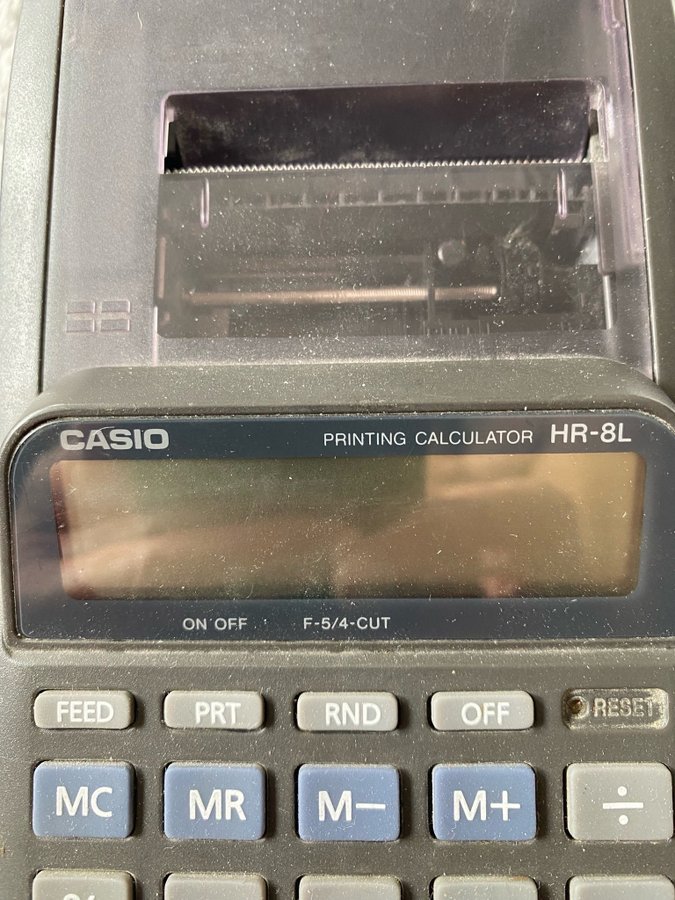 CASIO PRINTING CALCULATOR HR-8L
ON OFF F-5/4-CUT
FEED PRT RND OFF RESET
MC MR M− M+ ÷